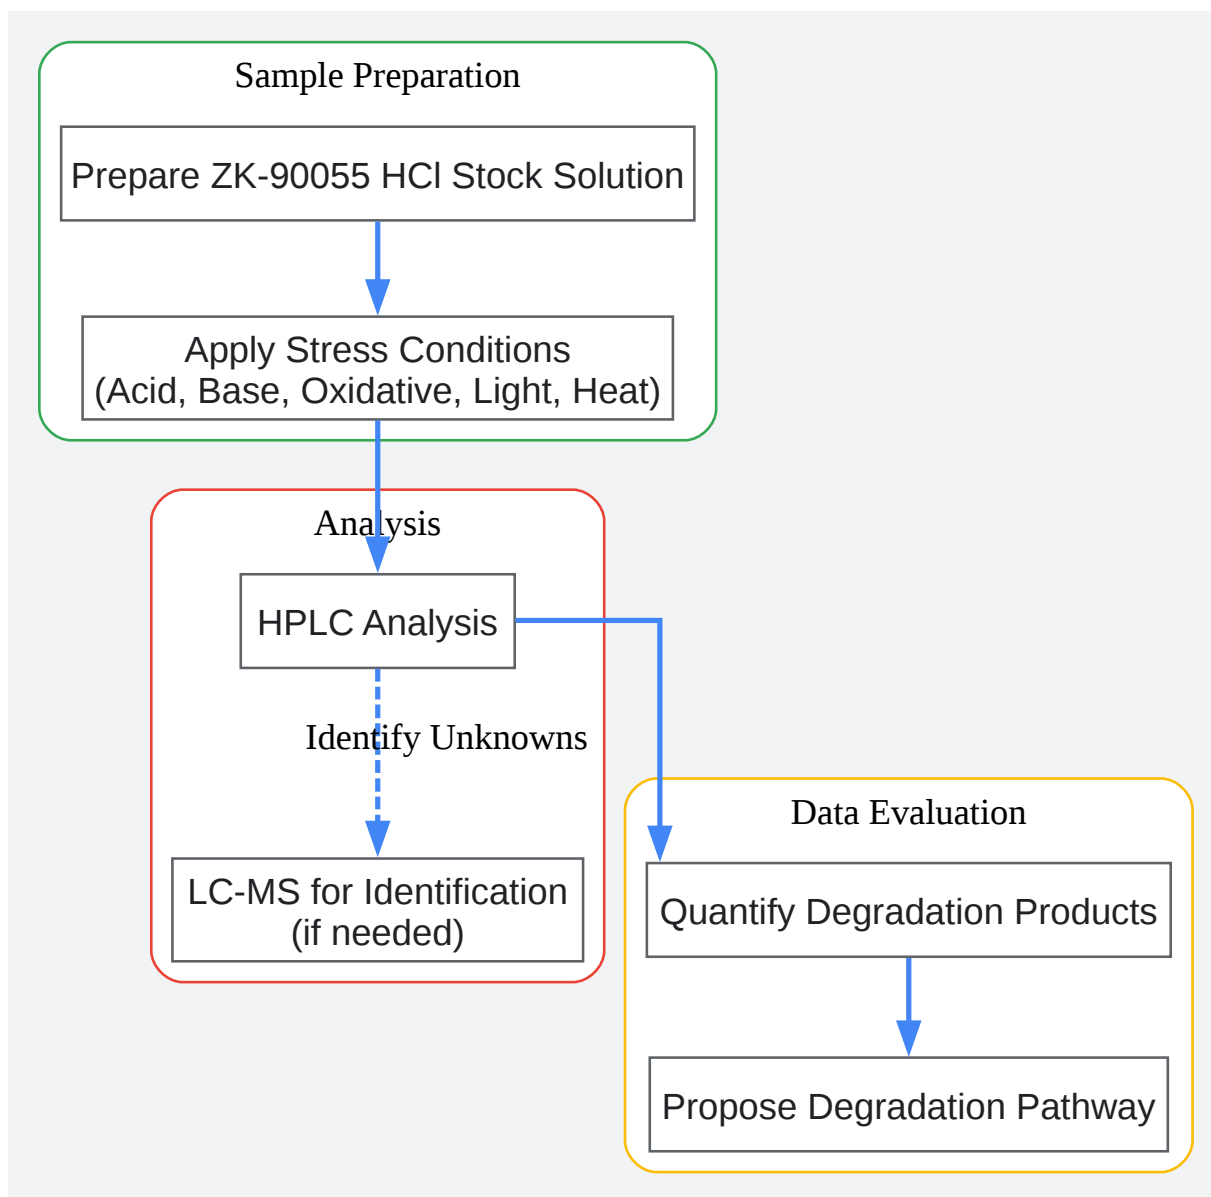 Sample Preparation
Prepare ZK-90055 HCl Stock Solution
Apply Stress Conditions
(Acid, Base, Oxidative, Light, Heat)
Analysis
HPLC Analysis
Identify Unknowns
LC-MS for Identification
(if needed)
Data Evaluation
Quantify Degradation Products
Propose Degradation Pathway